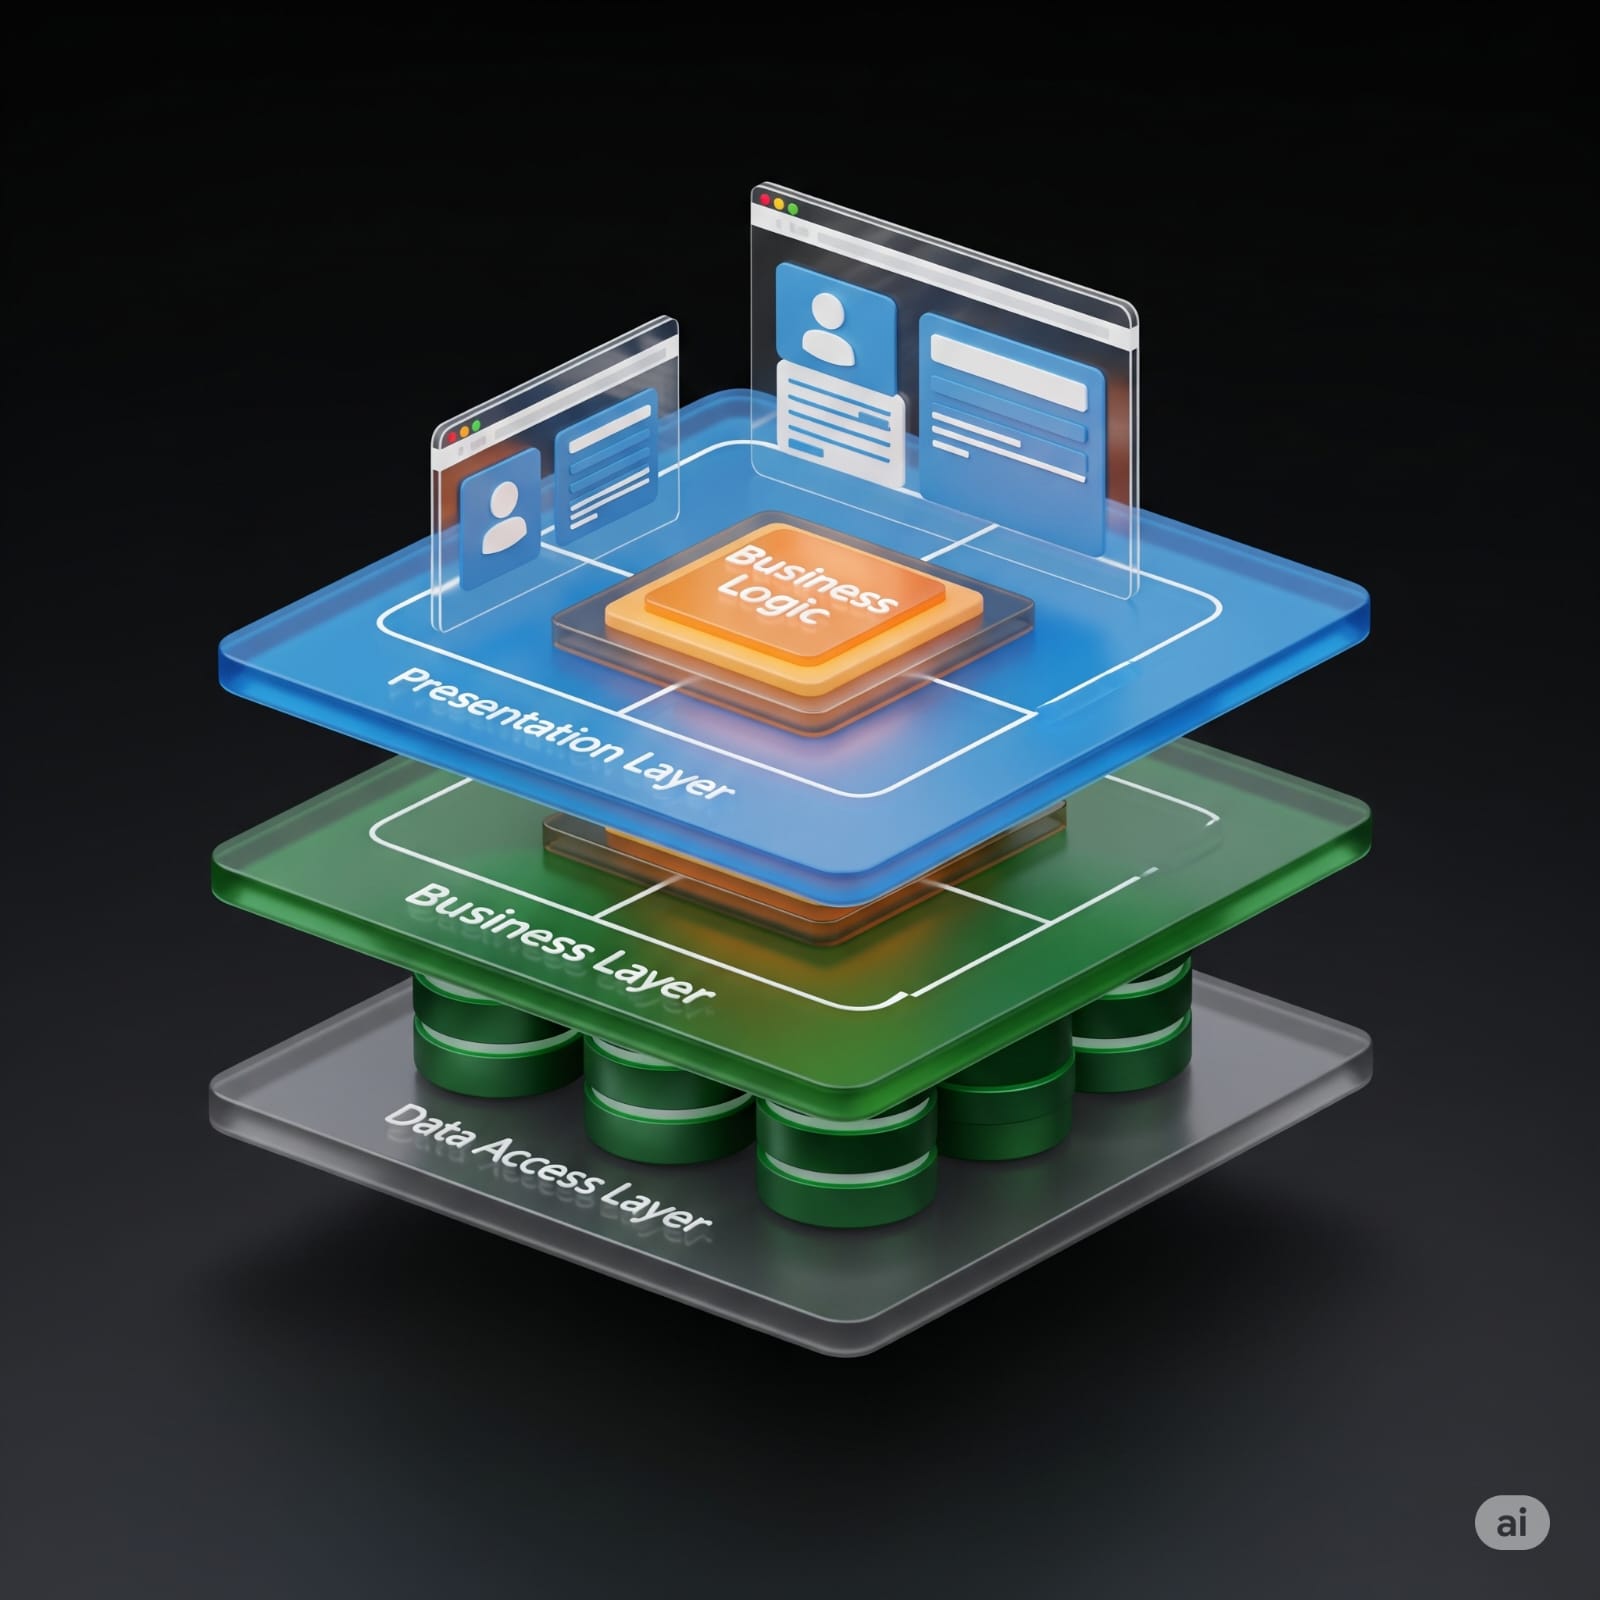 Business
Logic
Presentation Layer
Business Layer
Data Access Layer
ai